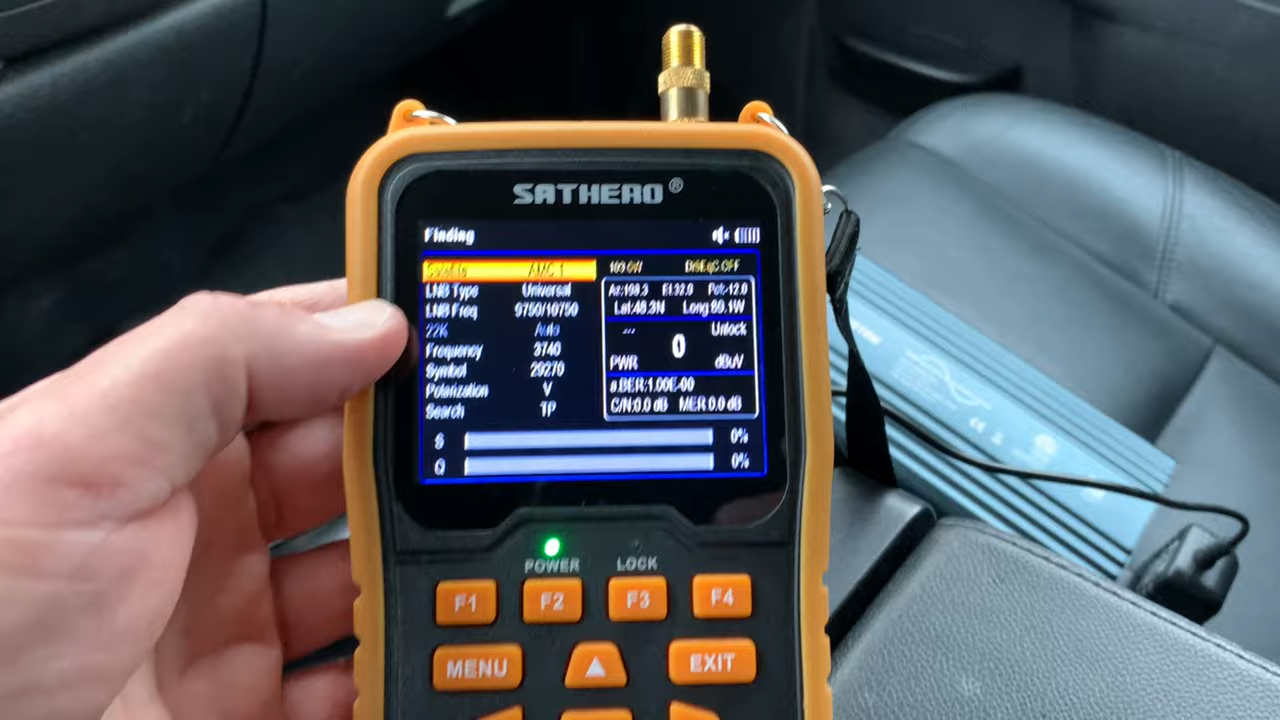 SATHERO®
Finding
Satellite AMC 1
LNB Type Universal
LNB Freq 9750/10750
22K Auto
Frequency 3740
Symbol 29270
Polarization V
Search TP
103.0W DiSEqC:OFF
Az:198.3 El:32.9 Pol:-12.0
Lat:48.3N Long:89.1W
--- Unlock
0
PWR dBuV
a.BER:1.00E-00
C/N:0.0 dB MER:0.0 dB
S 0%
Q 0%
POWER LOCK
F1 F2 F3 F4
MENU EXIT